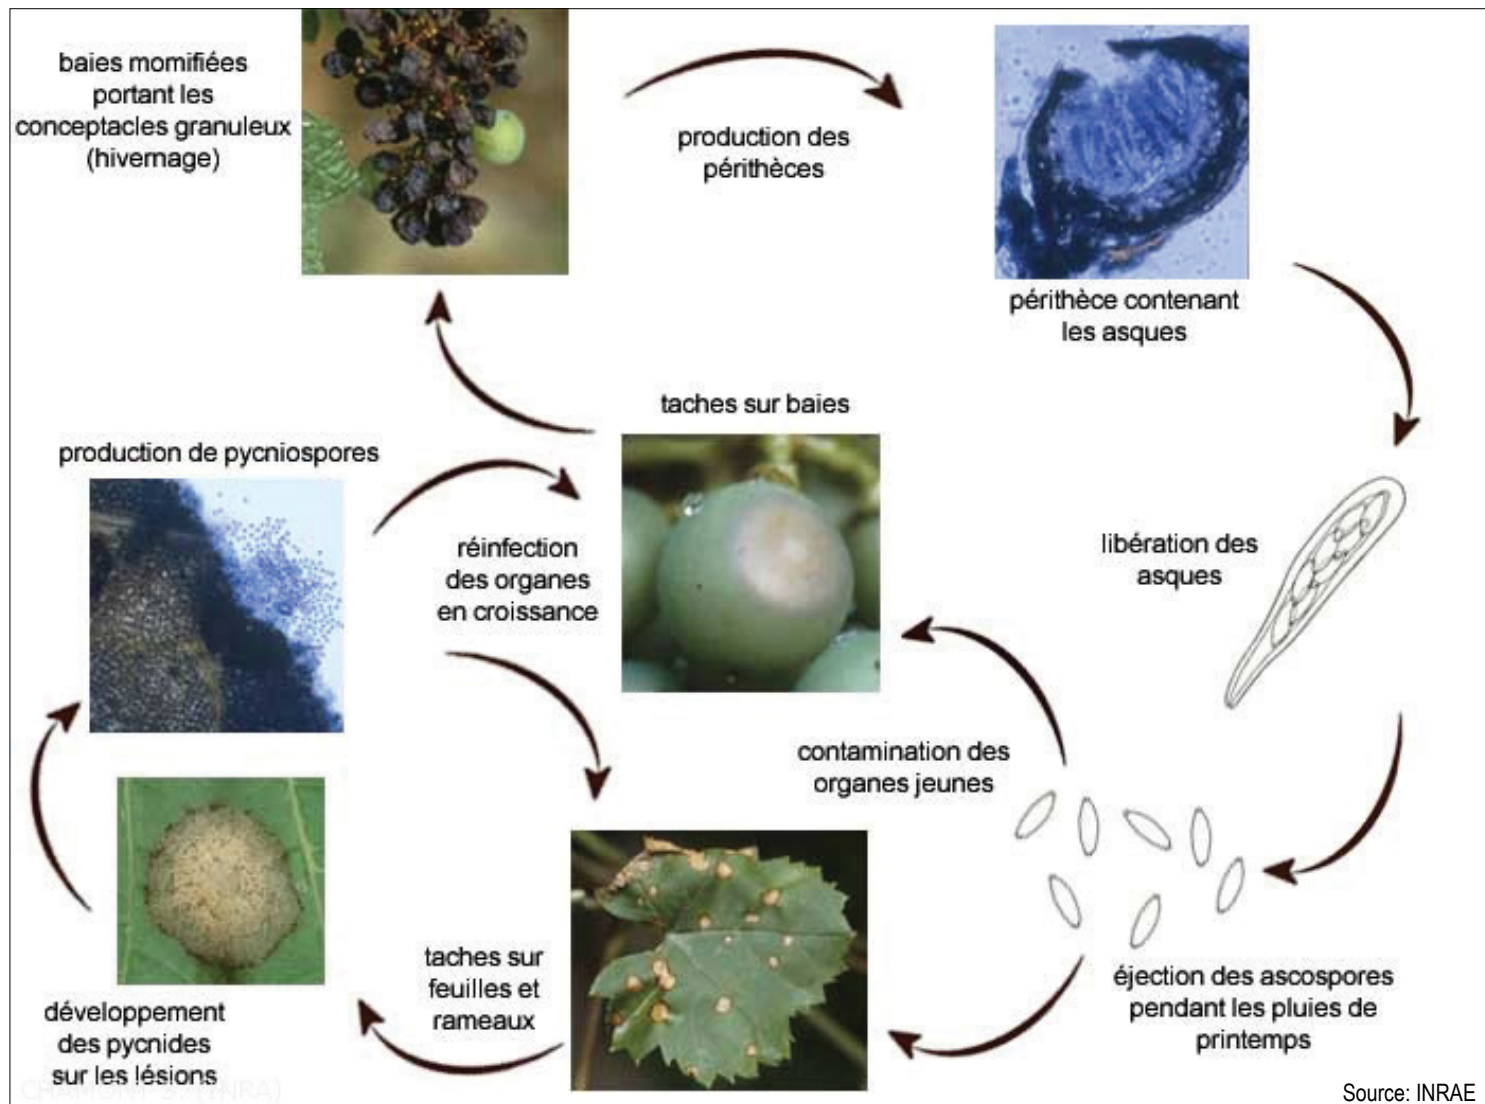 baies momifiées
portant les
conceptacles granuleux
(hivernage)
production des
périthèces
périthèce contenant
les asques
taches sur baies
production de pycniospores
réinfection
des organes
en croissance
libération des
asques
contamination des
organes jeunes
taches sur
feuilles et
rameaux
éjection des ascospores
pendant les pluies de
printemps
développement
des pycnides
sur les lésions
CHAMONT S. (INRA)
Source: INRAE